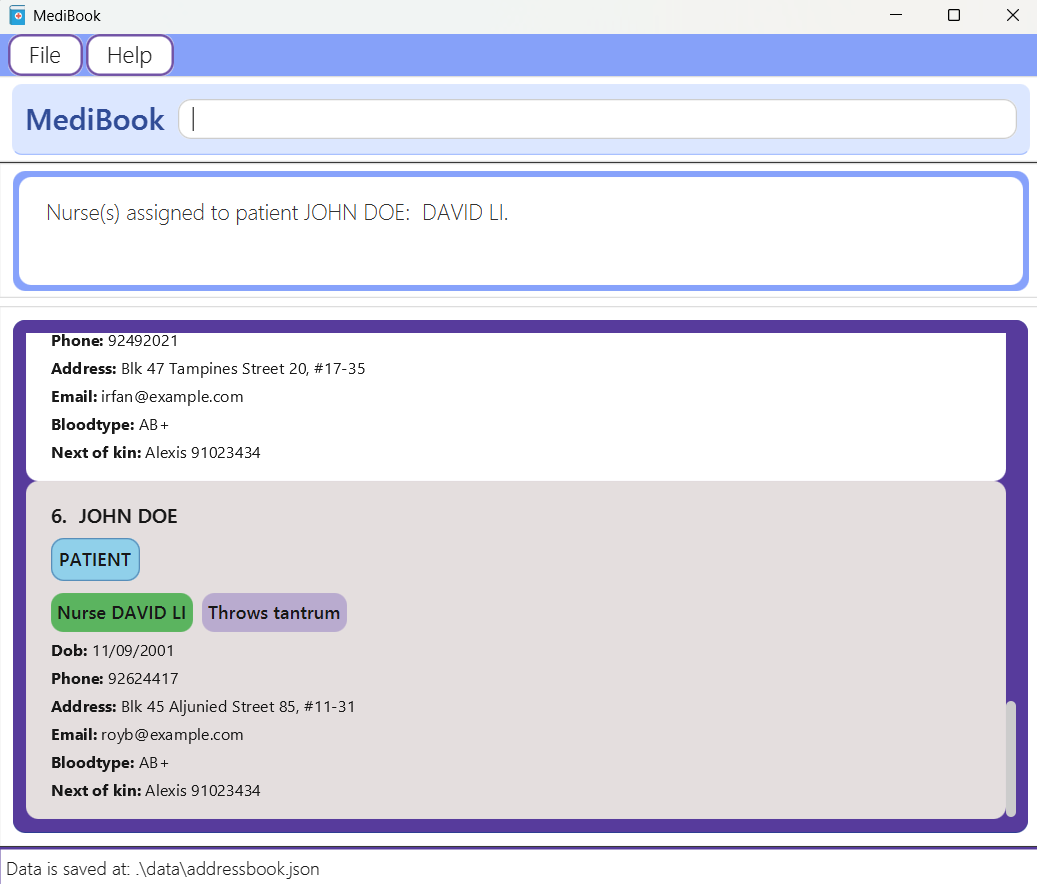 MediBook
File Help
MediBook
Nurse(s) assigned to patient JOHN DOE:  DAVID LI.
Phone: 92492021
Address: Blk 47 Tampines Street 20, #17-35
Email: irfan@example.com
Bloodtype: AB+
Next of kin: Alexis 91023434
6. JOHN DOE
PATIENT
Nurse DAVID LI Throws tantrum
Dob: 11/09/2001
Phone: 92624417
Address: Blk 45 Aljunied Street 85, #11-31
Email: royb@example.com
Bloodtype: AB+
Next of kin: Alexis 91023434
Data is saved at: .\data\addressbook.json